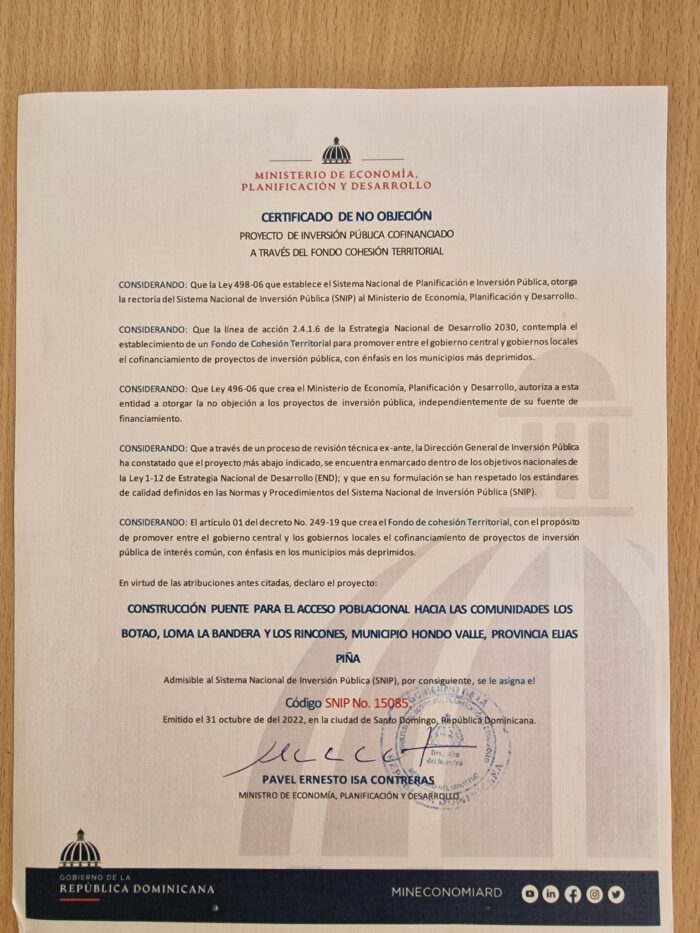 MINISTERIO DE ECONOMÍA,
PLANIFICACIÓN Y DESARROLLO
CERTIFICADO DE NO OBJECIÓN
PROYECTO DE INVERSIÓN PÚBLICA COFINANCIADO
A TRAVÉS DEL FONDO COHESIÓN TERRITORIAL
CONSIDERANDO: Que la Ley 498-06 que establece el Sistema Nacional de Planificación e Inversión Pública, otorga
la rectoría del Sistema Nacional de Inversión Pública (SNIP) al Ministerio de Economía, Planificación y Desarrollo.
CONSIDERANDO: Que la línea de acción 2.4.1.6 de la Estrategia Nacional de Desarrollo 2030, contempla el
establecimiento de un Fondo de Cohesión Territorial para promover entre el gobierno central y gobiernos locales
el cofinanciamiento de proyectos de inversión pública, con énfasis en los municipios más deprimidos.
CONSIDERANDO: Que Ley 496-06 que crea el Ministerio de Economía, Planificación y Desarrollo, autoriza a esta
entidad a otorgar la no objeción a los proyectos de inversión pública, independientemente de su fuente de
financiamiento.
CONSIDERANDO: Que a través de un proceso de revisión técnica ex-ante, la Dirección General de Inversión Pública
ha constatado que el proyecto más abajo indicado, se encuentra enmarcado dentro de los objetivos nacionales de
la Ley 1-12 de Estrategia Nacional de Desarrollo (END); y que en su formulación se han respetado los estándares
de calidad definidos en las Normas y Procedimientos del Sistema Nacional de Inversión Pública (SNIP).
CONSIDERANDO: El artículo 01 del decreto No. 249-19 que crea el Fondo de cohesión Territorial, con el propósito
de promover entre el gobierno central y los gobiernos locales el cofinanciamiento de proyectos de inversión
pública de interés común, con énfasis en los municipios más deprimidos.
En virtud de las atribuciones antes citadas, declaro el proyecto:
CONSTRUCCIÓN PUENTE PARA EL ACCESO POBLACIONAL HACIA LAS COMUNIDADES LOS
BOTAO, LOMA LA BANDERA Y LOS RINCONES, MUNICIPIO HONDO VALLE, PROVINCIA ELIAS
PIÑA
Admisible al Sistema Nacional de Inversión Pública (SNIP), por consiguiente, se le asigna el
Código SNIP No. 15085.
Emitido el 31 octubre de del 2022, en la ciudad de Santo Domingo, República Dominicana.
GOBIERNO DE LA
REPÚBLICA DOMINICANA
Despacho
del Ministro
PAVEL ERNESTO ISA CONTRERAS
MINISTRO DE ECONOMÍA, PLANIFICACIÓN Y DESARROLLO
GOBIERNO DE LA
REPÚBLICA DOMINICANA
MINECONOMIARD